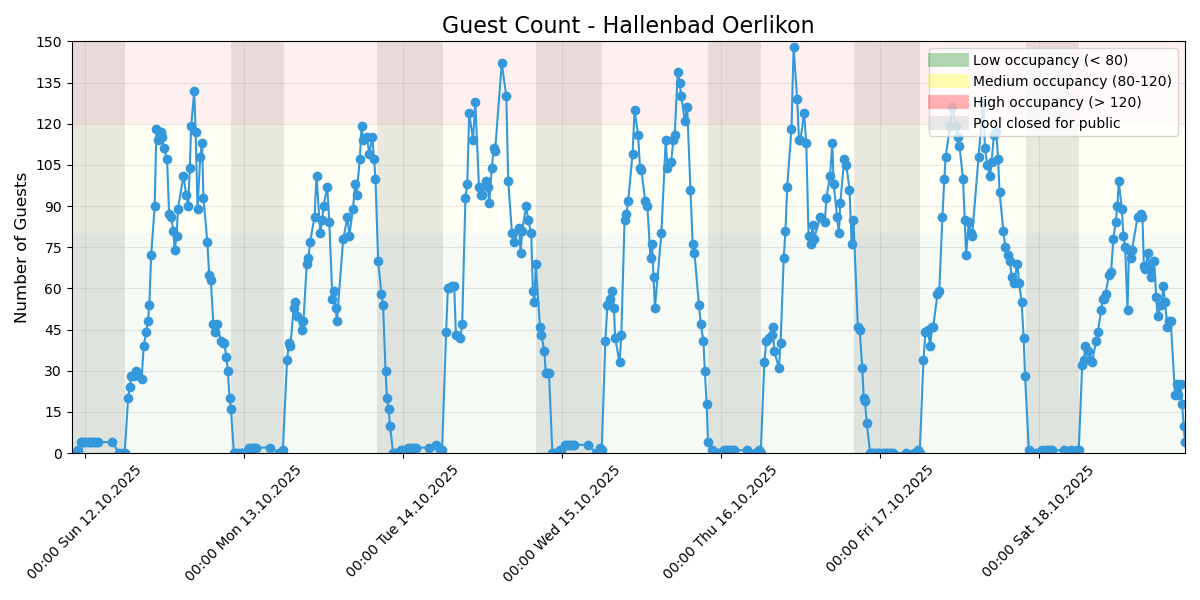 Guest Count - Hallenbad Oerlikon
Number of Guests
150
135
120
105
90
75
60
45
30
15
0
Low occupancy (< 80)
Medium occupancy (80-120)
High occupancy (> 120)
Pool closed for public
00:00 Sun 12.10.2025
00:00 Mon 13.10.2025
00:00 Tue 14.10.2025
00:00 Wed 15.10.2025
00:00 Thu 16.10.2025
00:00 Fri 17.10.2025
00:00 Sat 18.10.2025